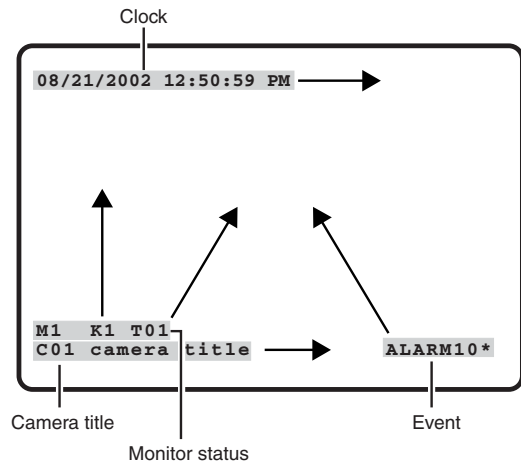 Clock
08/21/2002 12:50:59 PM
M1 K1 T01
C01 camera title
ALARM10*
Camera title
Event
Monitor status